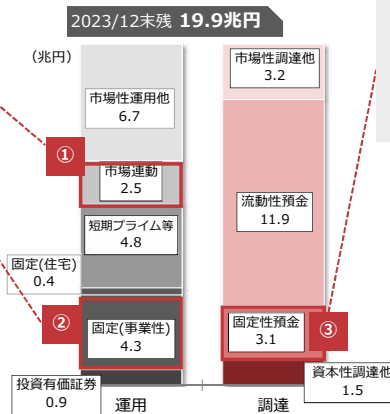 2023/12末残 19.9兆円
(兆円)
市場性運用他
6.7
①
市場連動
2.5
短期プライム等
4.8
固定(住宅)
0.4
②
固定(事業性)
4.3
投資有価証券
0.9
運用
市場性調達他
3.2
流動性預金
11.9
固定性預金
3.1
③
資本性調達他
1.5
調達